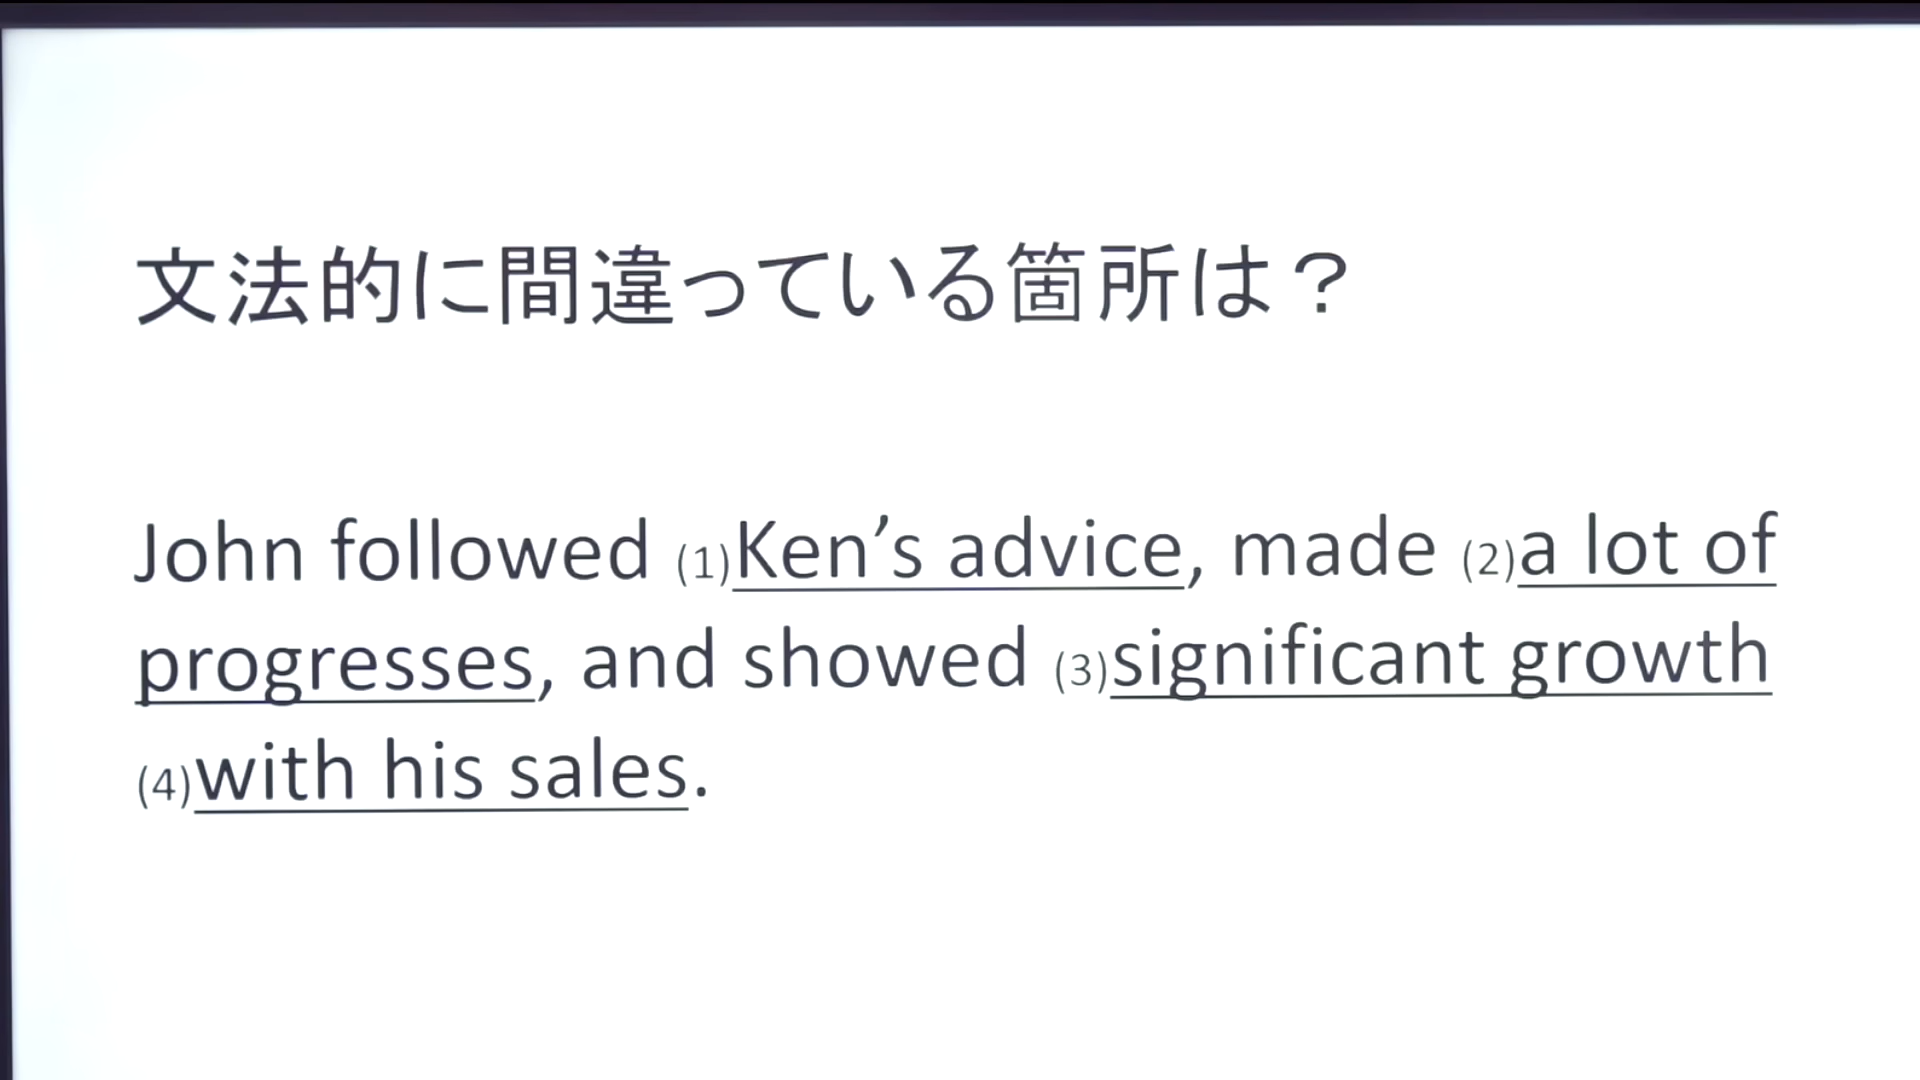 文法的に間違っている箇所は？
John followed (1)Ken’s advice, made (2)a lot of
progresses, and showed (3)significant growth
(4)with his sales.